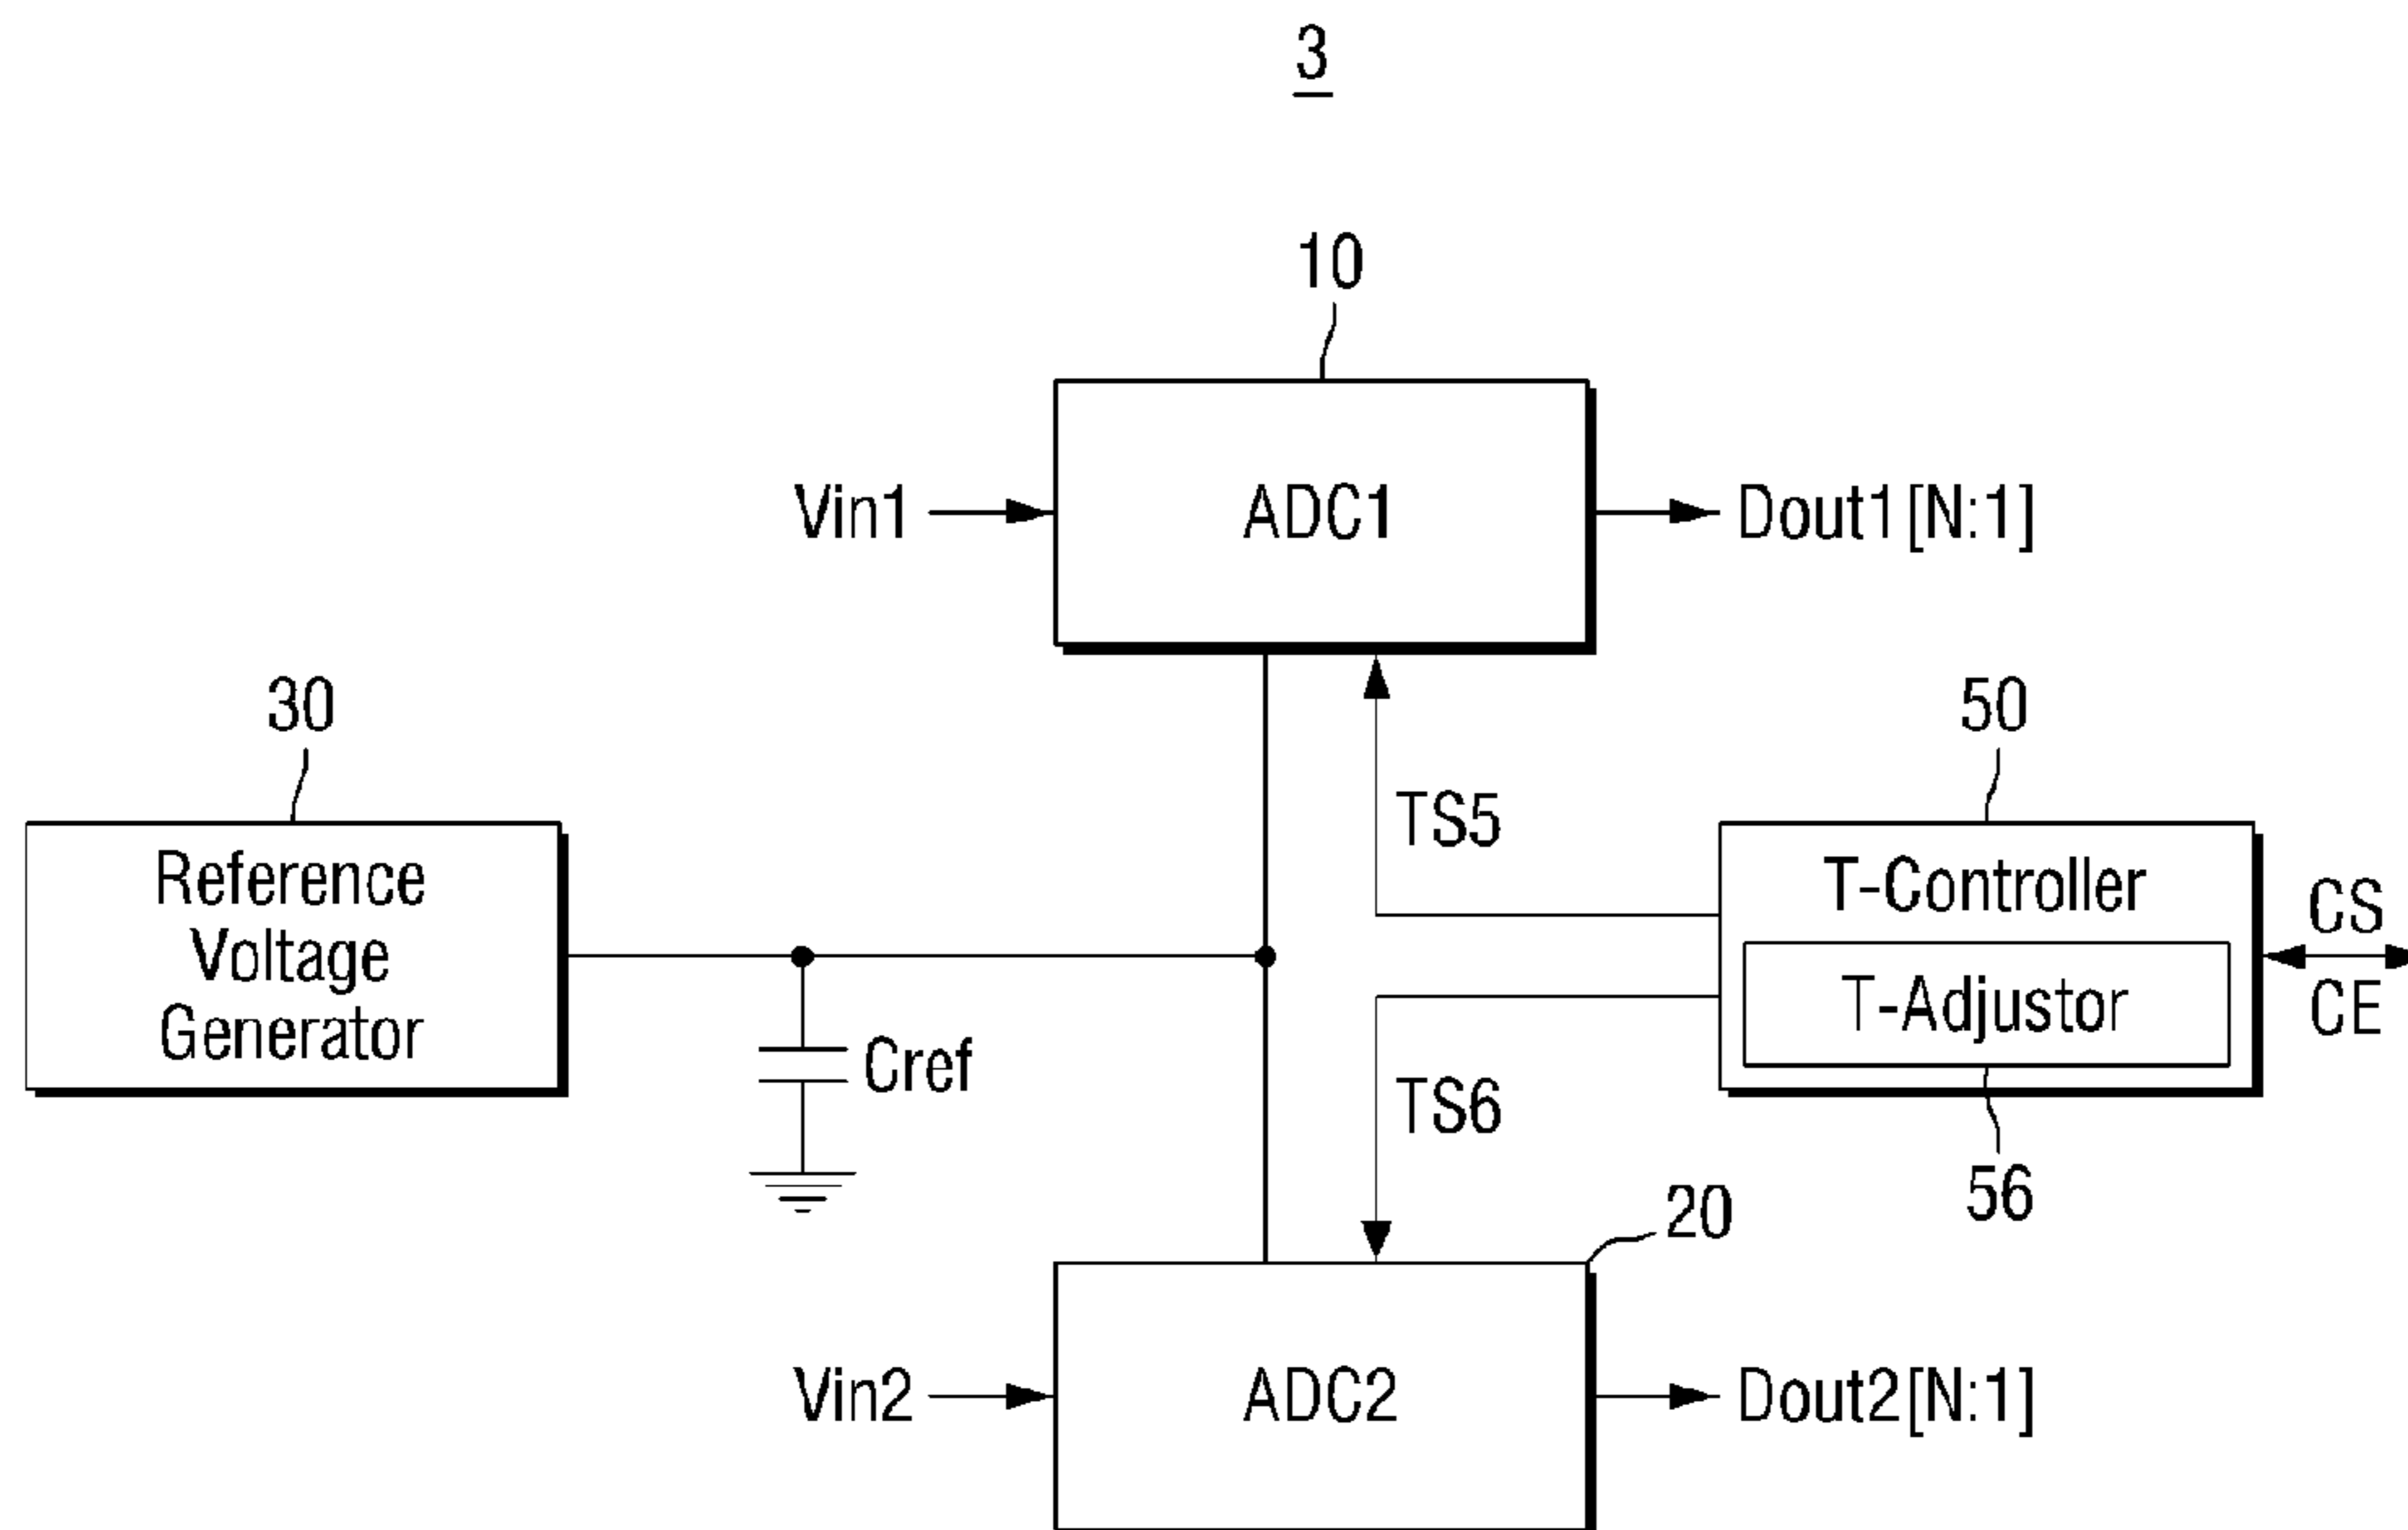 3
10
Vin1
ADC1
Dout1[N:1]
30
50
TS5
Reference
Voltage
Generator
T-Controller
CS
T-Adjustor
CE
Cref
TS6
56
20
Vin2
ADC2
Dout2[N:1]